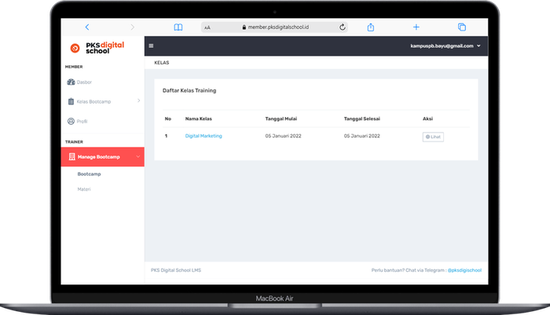 AA member.pksdigitalschool.id
PKS digital
school
kampuspb.bayu@gmail.com
MEMBER
KELAS
Dasbor
Daftar Kelas Training
Kelas Bootcamp
Profil
No Nama Kelas Tanggal Mulai Tanggal Selesai Aksi
1 Digital Marketing 05 Januari 2022 05 Januari 2022 Lihat
TRAINER
Manage Bootcamp
Bootcamp
Materi
PKS Digital School LMS
Perlu bantuan? Chat via Telegram : @pksdigischool
MacBook Air